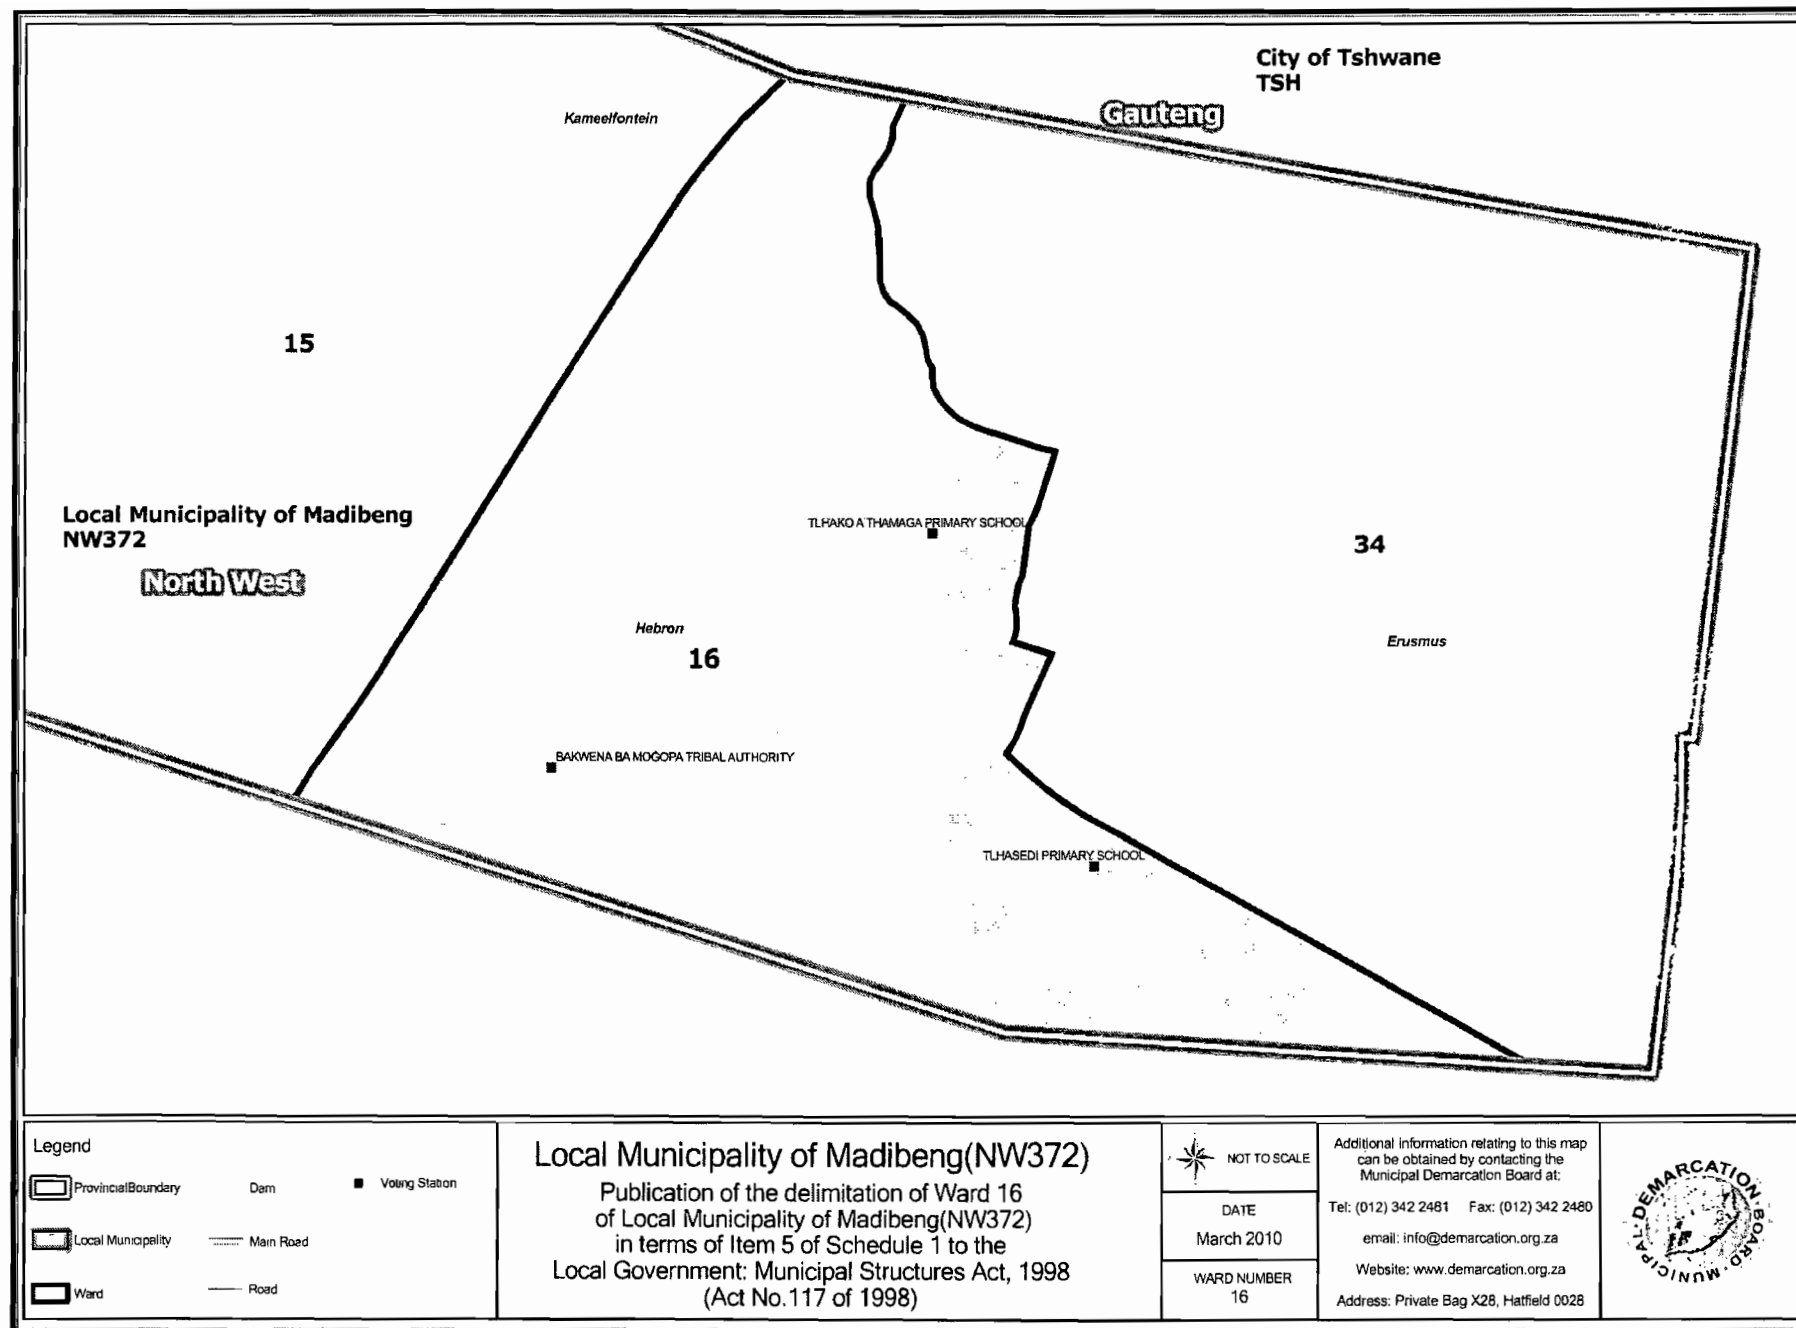 City of Tshwane
TSH
Gauteng
Kameelfontein
15
Local Municipality of Madibeng
NW372
North West
TLHAKO A THAMAGA PRIMARY SCHOOL
34
Hebron
16
Erusmus
BAKWENA BA MOGOPA TRIBAL AUTHORITY
TLHASEDI PRIMARY SCHOOL
Legend
Provincial Boundary
Dam
Voting Station
Local Municipality
Main Road
Ward
Road
Local Municipality of Madibeng(NW372)
Publication of the delimitation of Ward 16
of Local Municipality of Madibeng(NW372)
in terms of Item 5 of Schedule 1 to the
Local Government: Municipal Structures Act, 1998
(Act No.117 of 1998)
NOT TO SCALE
DATE
March 2010
WARD NUMBER
16
Additional information relating to this map
can be obtained by contacting the
Municipal Demarcation Board at:
Tel: (012) 342 2481 Fax: (012) 342 2480
email: info@demarcation.org.za
Website: www.demarcation.org.za
Address: Private Bag X28, Hatfield 0028
MUNICIPAL DEMARCATION BOARD